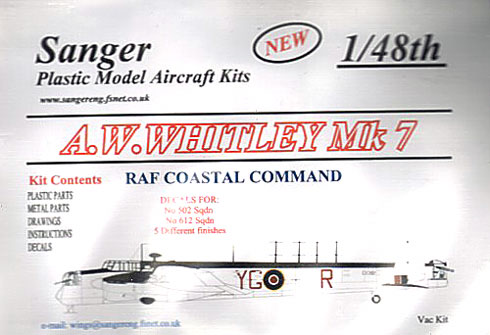 Sanger
Plastic Model Aircraft Kits
www.sangereng.fsnet.co.uk
NEW
1/48th
A.W.WHITLEY Mk 7
Kit Contents
PLASTIC PARTS
METAL PARTS
DRAWINGS
INSTRUCTIONS
DECALS
RAF COASTAL COMMAND
DECALS FOR:
No 502 Sqdn
No 612 Sqdn
5 Different finishes
YG R
e-mail: wings@sangereng.fsnet.co.uk
Vac Kit